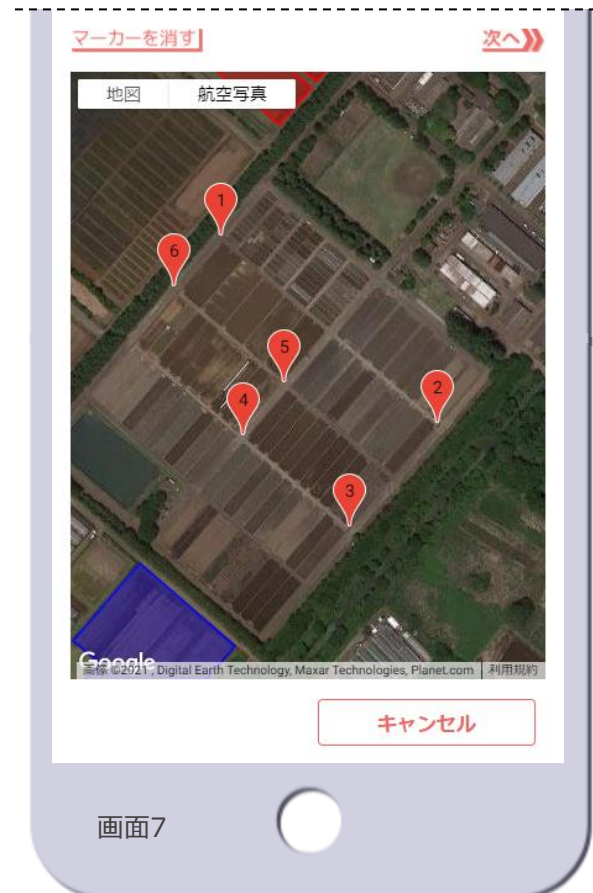 マーカーを消す
次へ
地図
航空写真
1
6
5
2
4
3
Google
画像 ©2021 , Digital Earth Technology, Maxar Technologies, Planet.com
利用規約
キャンセル
画面7